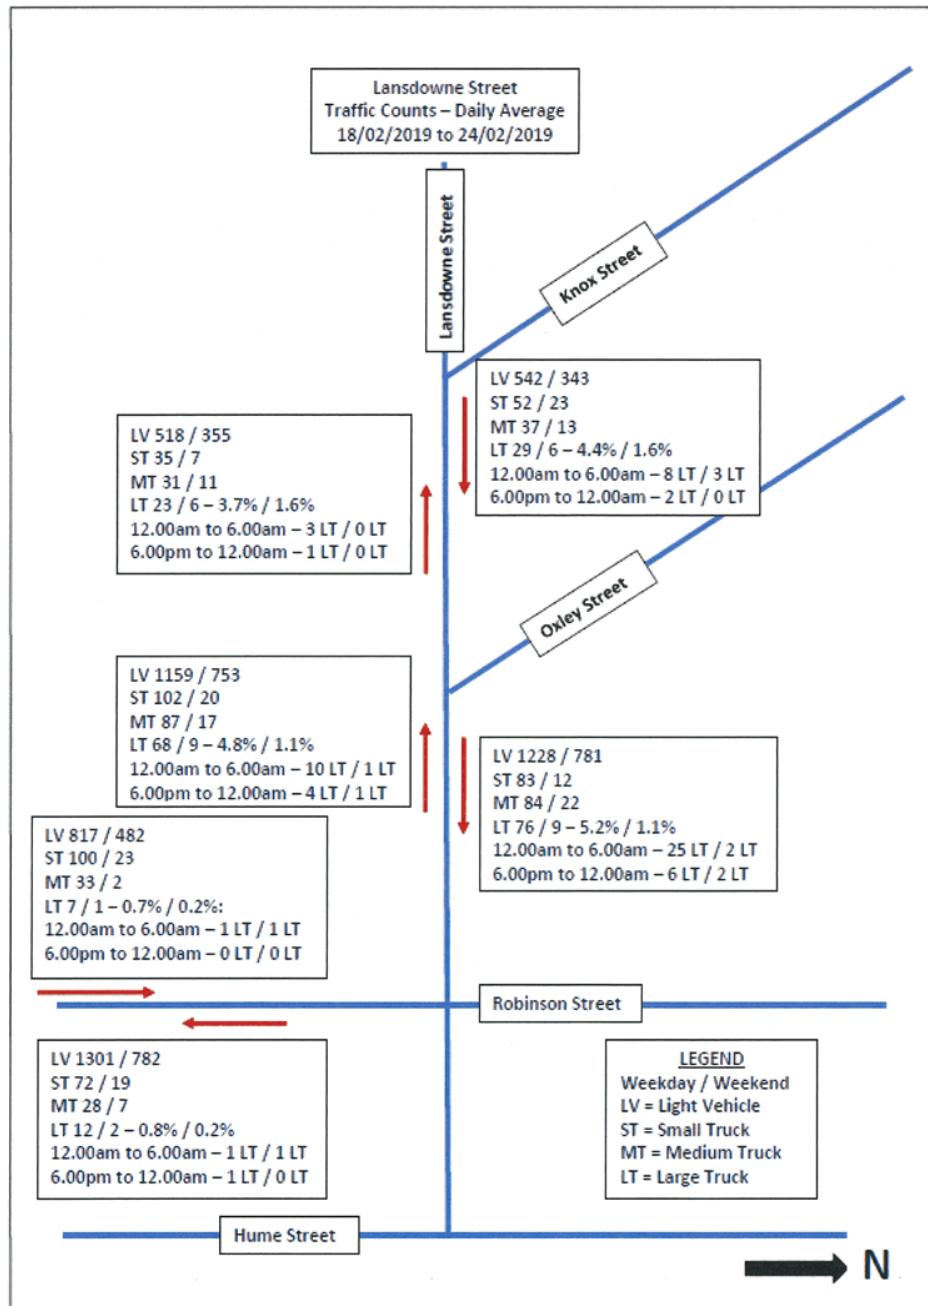 Lansdowne Street
Traffic Counts – Daily Average
18/02/2019 to 24/02/2019
Lansdowne Street
Knox Street
LV 542 / 343
ST 52 / 23
MT 37 / 13
LT 29 / 6 – 4.4% / 1.6%
12.00am to 6.00am – 8 LT / 3 LT
6.00pm to 12.00am – 2 LT / 0 LT
LV 518 / 355
ST 35 / 7
MT 31 / 11
LT 23 / 6 – 3.7% / 1.6%
12.00am to 6.00am – 3 LT / 0 LT
6.00pm to 12.00am – 1 LT / 0 LT
Oxley Street
LV 1159 / 753
ST 102 / 20
MT 87 / 17
LT 68 / 9 – 4.8% / 1.1%
12.00am to 6.00am – 10 LT / 1 LT
6.00pm to 12.00am – 4 LT / 1 LT
LV 1228 / 781
ST 83 / 12
MT 84 / 22
LT 76 / 9 – 5.2% / 1.1%
12.00am to 6.00am – 25 LT / 2 LT
6.00pm to 12.00am – 6 LT / 2 LT
LV 817 / 482
ST 100 / 23
MT 33 / 2
LT 7 / 1 – 0.7% / 0.2%:
12.00am to 6.00am – 1 LT / 1 LT
6.00pm to 12.00am – 0 LT / 0 LT
Robinson Street
LV 1301 / 782
ST 72 / 19
MT 28 / 7
LT 12 / 2 – 0.8% / 0.2%
12.00am to 6.00am – 1 LT / 1 LT
6.00pm to 12.00am – 1 LT / 0 LT
LEGEND
Weekday / Weekend
LV = Light Vehicle
ST = Small Truck
MT = Medium Truck
LT = Large Truck
Hume Street
N